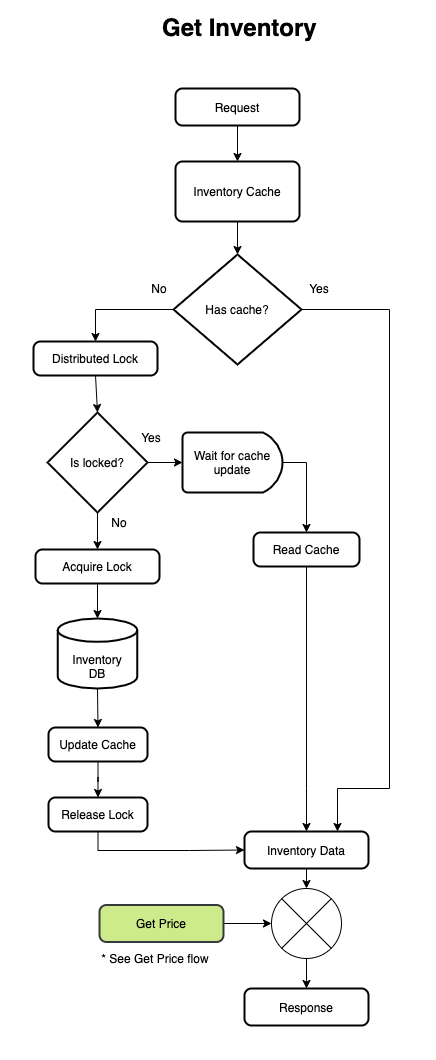 Get Inventory
Request
Inventory Cache
Has cache?
No
Yes
Distributed Lock
Is locked?
Yes
Wait for cache
update
No
Read Cache
Acquire Lock
Inventory
DB
Update Cache
Release Lock
Inventory Data
Get Price
* See Get Price flow
Response